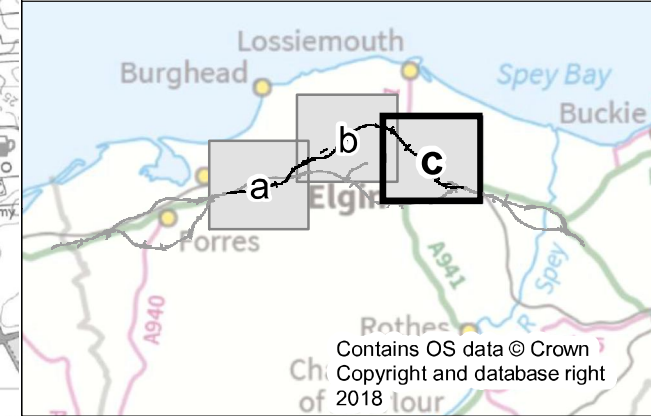 Lossiemouth
Burghead
Spey Bay
Buckie
b
c
a
Elgin
Forres
A941
A940
R Spey
Rothes
Contains OS data © Crown
Copyright and database right
2018